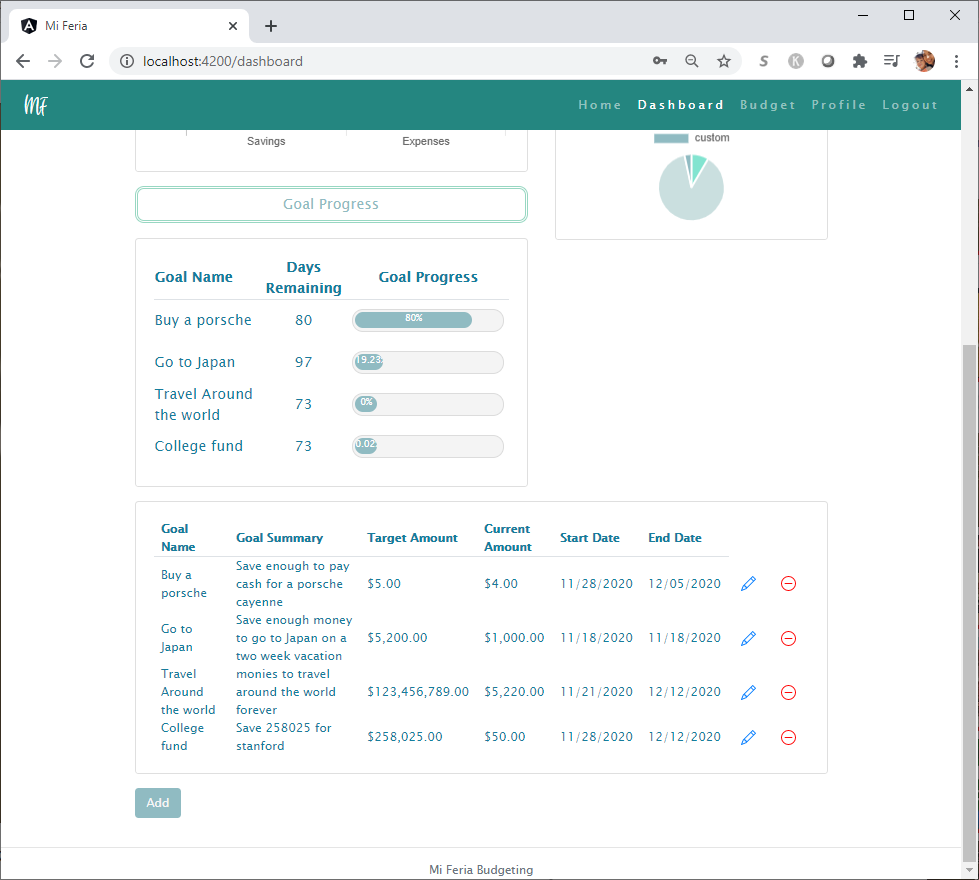 Mi Feria
localhost:4200/dashboard
MF
Home Dashboard Budget Profile Logout
Savings Expenses
custom
Goal Progress
Goal Name Days Remaining Goal Progress
Buy a porsche 80 80%
Go to Japan 97
Travel Around the world 73 0%
College fund 73
Goal Name Goal Summary Target Amount Current Amount Start Date End Date
Buy a porsche Save enough to pay cash for a porsche cayenne $5.00 $4.00 11/28/2020 12/05/2020
Go to Japan Save enough money to go to Japan on a two week vacation $5,200.00 $1,000.00 11/18/2020 11/18/2020
Travel Around the world monies to travel around the world forever $123,456,789.00 $5,220.00 11/21/2020 12/12/2020
College fund Save 258025 for stanford $258,025.00 $50.00 11/28/2020 12/12/2020
Add
Mi Feria Budgeting